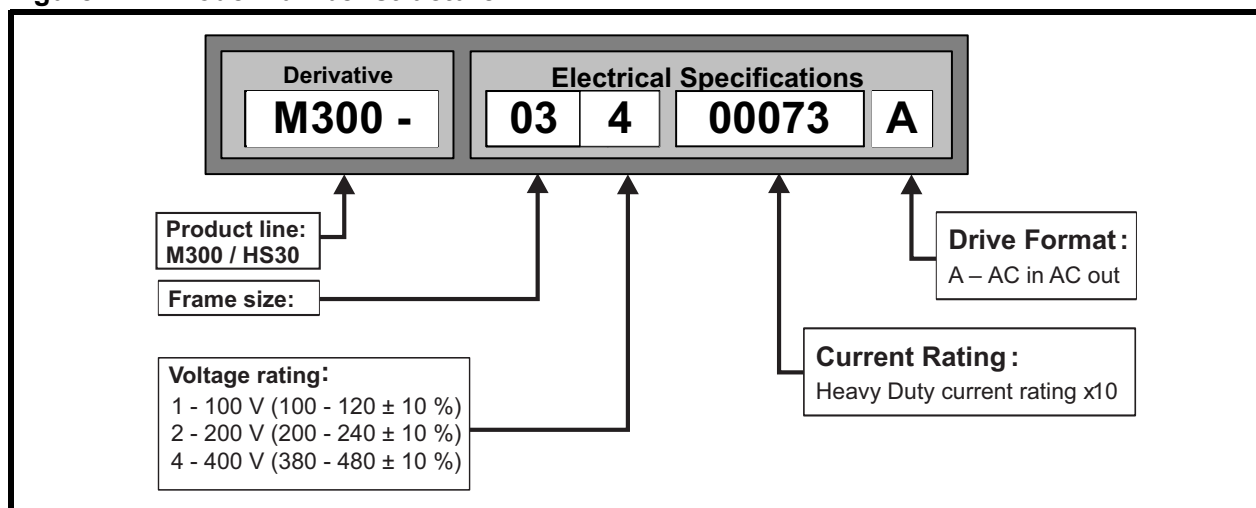 Derivative
M300 -
Electrical Specifications
03 4 00073 A
Product line:
M300 / HS30
Frame size:
Voltage rating:
1 - 100 V (100 - 120 ± 10 %)
2 - 200 V (200 - 240 ± 10 %)
4 - 400 V (380 - 480 ± 10 %)
Drive Format:
A – AC in AC out
Current Rating:
Heavy Duty current rating x10